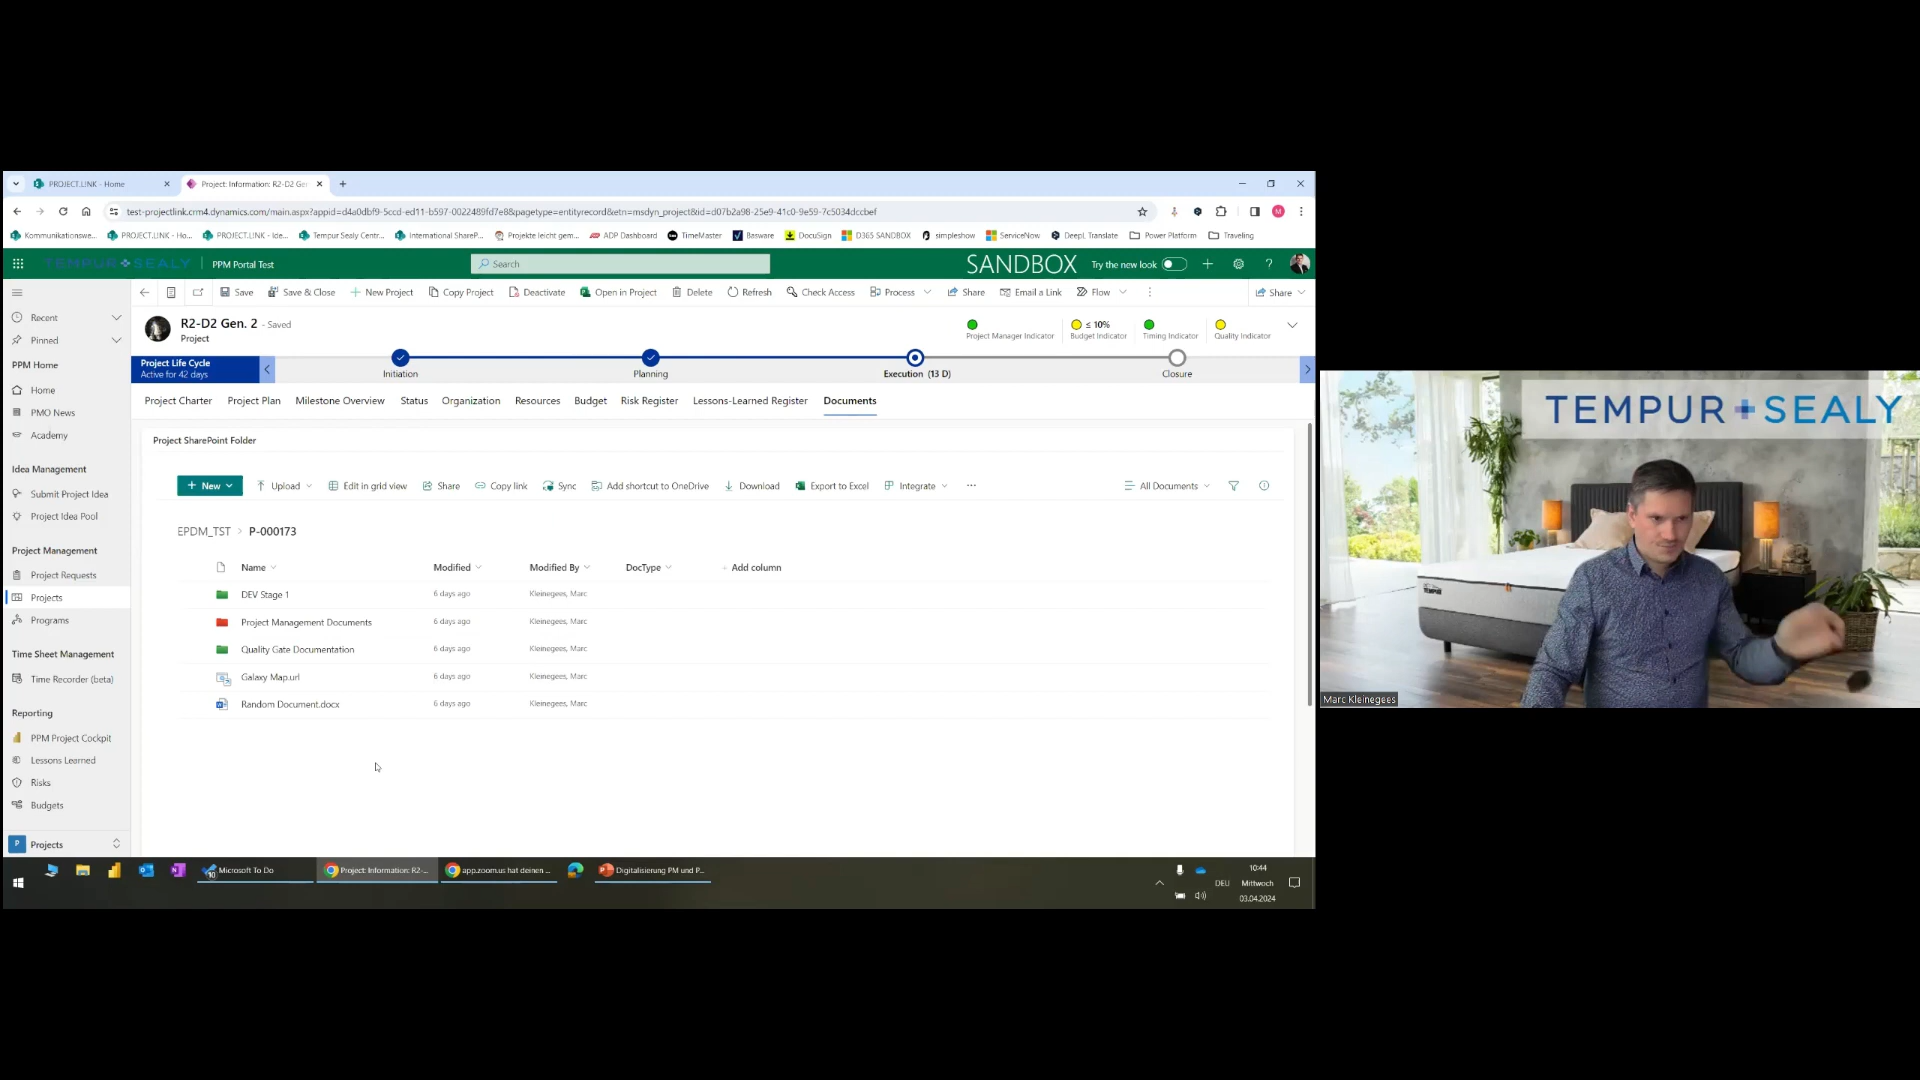 PROJECT.LINK - Home
Project: Information: R2-D2 Gen
test-projectlink.crm4.dynamics.com/main.aspx?appid=d4a0dbf9-5ccd-ed11-b597-0022489fd7e8&pagetype=entityrecord&etn=msdyn_project&id=d07b2a98-25e9-41c0-9e59-7c5034dccbef
Kommunikationswe... PROJECT.LINK - Ho... PROJECT.LINK - Ide... Tempur Sealy Centr... International ShareP... Projekte leicht gem... ADP Dashboard TimeMaster Basware DocuSign D365 SANDBOX simpleshow ServiceNow DeepL Translate Power Platform Traveling
TEMPUR + SEALY PPM Portal Test Search SANDBOX Try the new look
Save Save & Close New Project Copy Project Deactivate Open in Project Delete Refresh Check Access Process Share Email a Link Flow Share
R2-D2 Gen. 2 - Saved
Project
Project Manager Indicator
≤ 10%
Budget Indicator
Timing Indicator
Quality Indicator
Project Life Cycle
Active for 42 days
Initiation Planning Execution (13 D) Closure
Project Charter Project Plan Milestone Overview Status Organization Resources Budget Risk Register Lessons-Learned Register Documents
Recent
Pinned
PPM Home
Home
PMO News
Academy
Idea Management
Submit Project Idea
Project Idea Pool
Project Management
Project Requests
Projects
Programs
Time Sheet Management
Time Recorder (beta)
Reporting
PPM Project Cockpit
Lessons Learned
Risks
Budgets
P Projects
Project SharePoint Folder
+ New Upload Edit in grid view Share Copy link Sync Add shortcut to OneDrive Download Export to Excel Integrate ... All Documents
EPDM_TST > P-000173
Name Modified Modified By DocType + Add column
DEV Stage 1 6 days ago Kleinegees, Marc
Project Management Documents 6 days ago Kleinegees, Marc
Quality Gate Documentation 6 days ago Kleinegees, Marc
Galaxy Map.url 6 days ago Kleinegees, Marc
Random Document.docx 6 days ago Kleinegees, Marc
Microsoft To Do Project: Information: R2-... app.zoom.us hat deinen ... Digitalisierung PM und P...
DEU
10:44
Mittwoch
03.04.2024
TEMPUR + SEALY
Marc Kleinegees